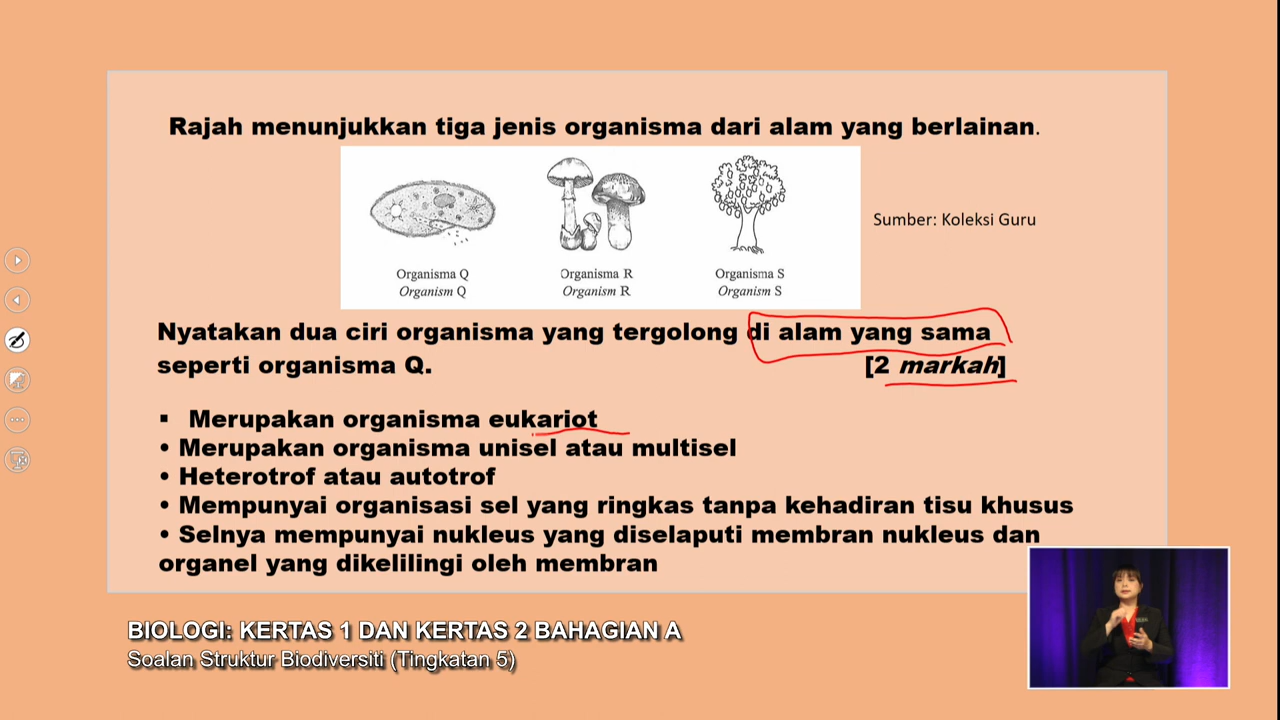 Rajah menunjukkan tiga jenis organisma dari alam yang berlainan.
Sumber: Koleksi Guru
Organisma Q
Organism Q
Organisma R
Organism R
Organisma S
Organism S
Nyatakan dua ciri organisma yang tergolong di alam yang sama
seperti organisma Q. [2 markah]
▪ Merupakan organisma eukariot
• Merupakan organisma unisel atau multisel
• Heterotrof atau autotrof
• Mempunyai organisasi sel yang ringkas tanpa kehadiran tisu khusus
• Selnya mempunyai nukleus yang diselaputi membran nukleus dan
organel yang dikelilingi oleh membran
BIOLOGI: KERTAS 1 DAN KERTAS 2 BAHAGIAN A
Soalan Struktur Biodiversiti (Tingkatan 5)